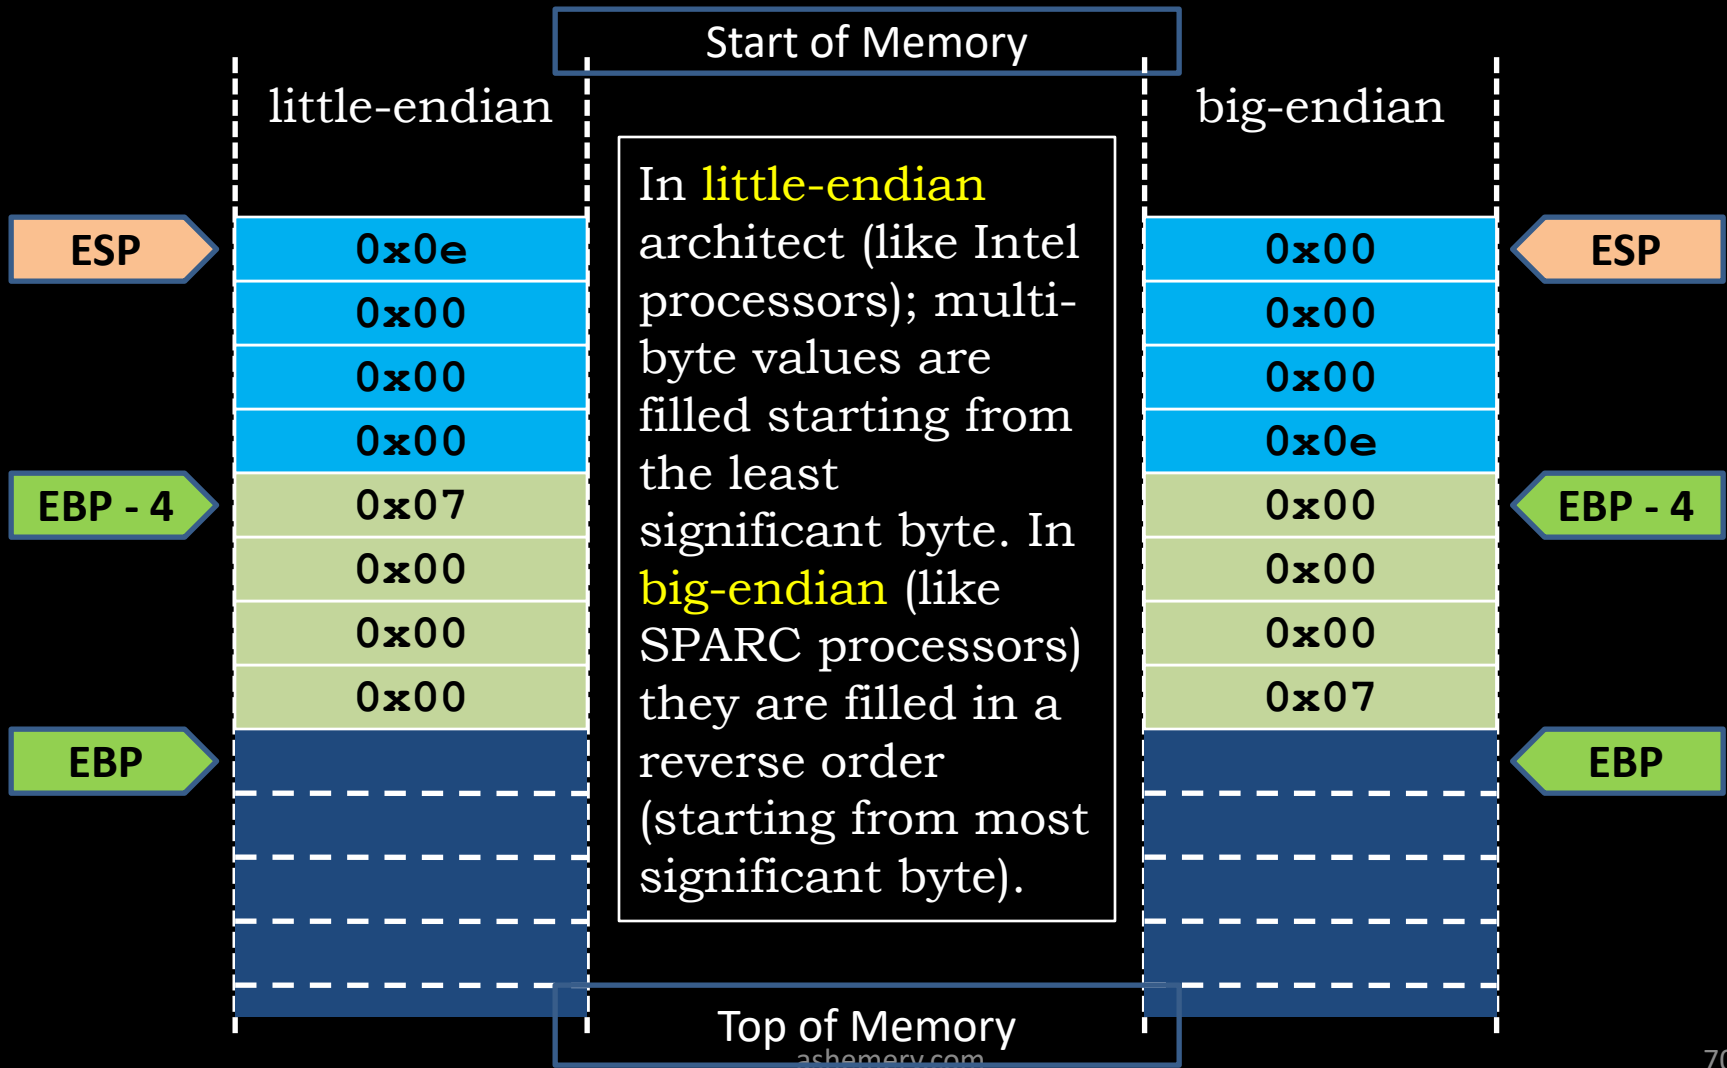 Start of Memory
little-endian
big-endian
In little-endian
architect (like Intel
processors); multi-
byte values are
filled starting from
the least
significant byte. In
big-endian (like
SPARC processors)
they are filled in a
reverse order
(starting from most
significant byte).
ESP
0x0e
0x00
0x00
0x00
EBP - 4
0x07
0x00
0x00
0x00
EBP
0x00
ESP
0x00
0x00
0x0e
0x00
EBP - 4
0x00
0x00
0x07
EBP
Top of Memory
ashemery.com
70